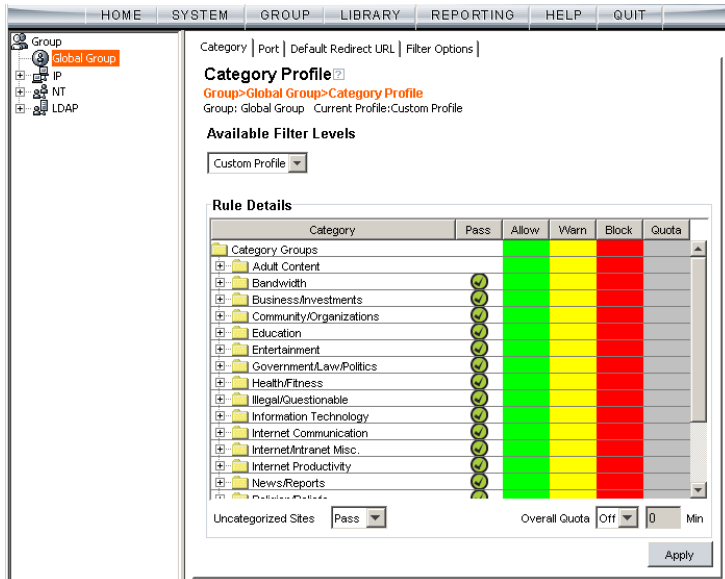 HOME SYSTEM GROUP LIBRARY REPORTING HELP QUIT
Group
Global Group
IP
NT
LDAP
Category Port Default Redirect URL Filter Options
Category Profile ?
Group>Global Group>Category Profile
Group: Global Group Current Profile:Custom Profile
Available Filter Levels
Custom Profile
Rule Details
Category Pass Allow Warn Block Quota
Category Groups
Adult Content
Bandwidth
Business/Investments
Community/Organizations
Education
Entertainment
Government/Law/Politics
Health/Fitness
Illegal/Questionable
Information Technology
Internet Communication
Internet/Intranet Misc.
Internet Productivity
News/Reports
Religion/Beliefs
Uncategorized Sites Pass Overall Quota Off 0 Min
Apply